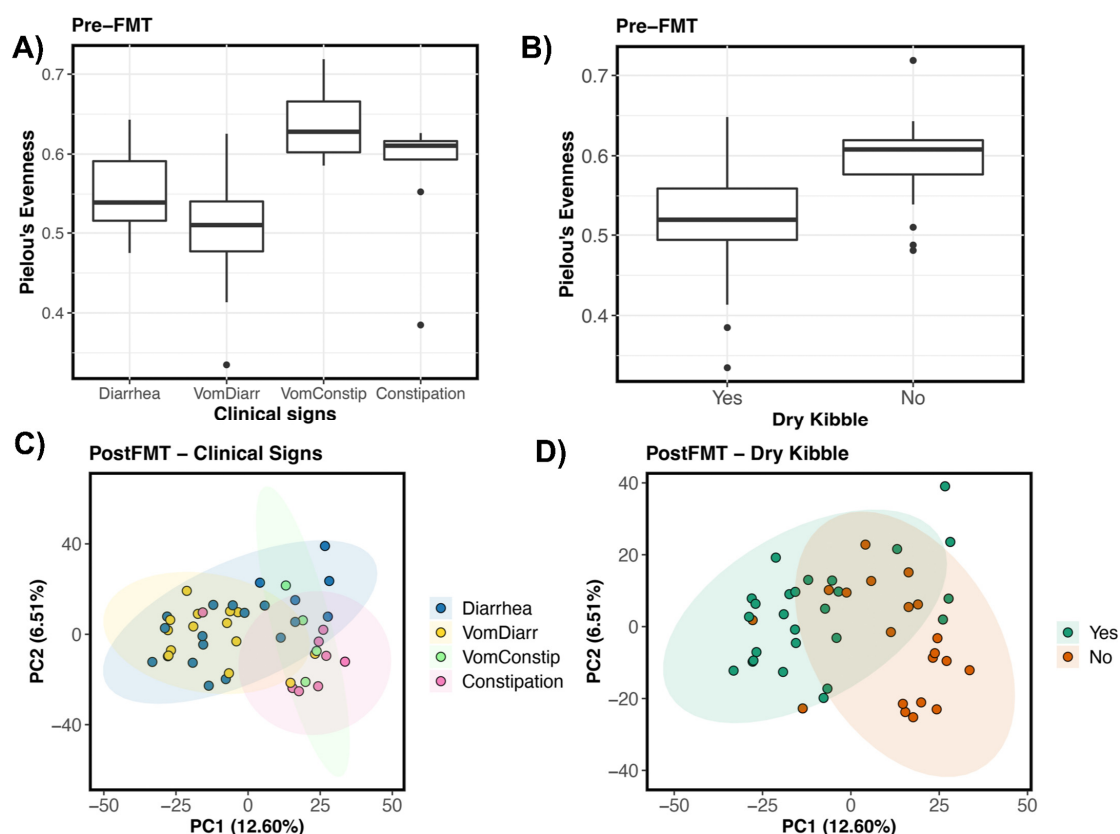 A)
Pre–FMT
Pielou's Evenness
0.7
0.6
0.5
0.4
Diarrhea VomDiarr VomConstip Constipation
Clinical signs
B)
Pre–FMT
Pielou's Evenness
0.7
0.6
0.5
0.4
Yes No
Dry Kibble
C)
PostFMT – Clinical Signs
PC2 (6.51%)
40
0
−40
−50 −25 0 25 50
PC1 (12.60%)
Diarrhea
VomDiarr
VomConstip
Constipation
D)
PostFMT – Dry Kibble
PC2 (6.51%)
40
20
0
−20
−40
−50 −25 0 25 50
PC1 (12.60%)
Yes
No